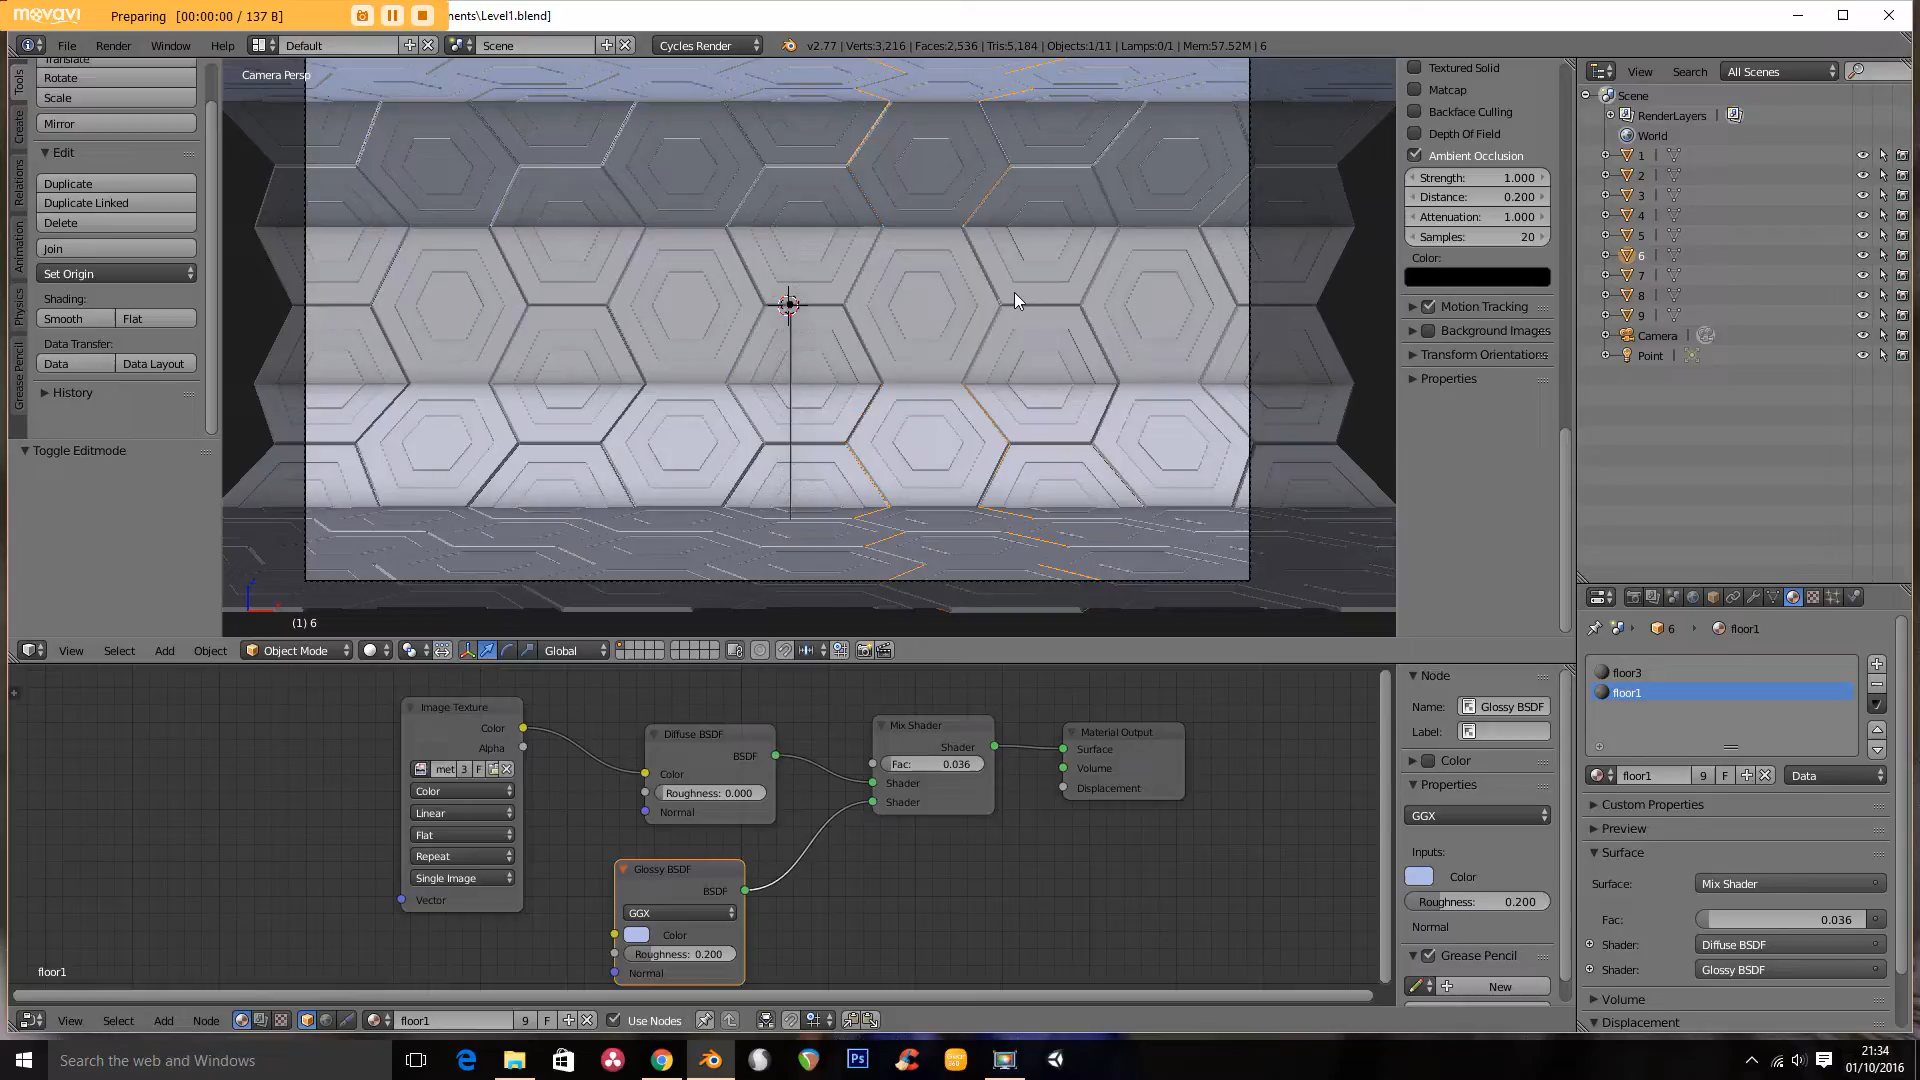 movavi Preparing [00:00:00 / 137 B] ments\Level1.blend]
File Render Window Help Default Scene Cycles Render v2.77 | Verts:3,216 | Faces:2,536 | Tris:5,184 | Objects:1/11 | Lamps:0/1 | Mem:57.52M | 6
Tools
Create
Relations
Animation
Physics
Grease Pencil
Translate
Rotate
Scale
Mirror
Edit
Duplicate
Duplicate Linked
Delete
Join
Set Origin
Shading:
Smooth Flat
Data Transfer:
Data Data Layout
History
Toggle Editmode
Camera Persp
(1) 6
Textured Solid
Matcap
Backface Culling
Depth Of Field
Ambient Occlusion
Strength: 1.000
Distance: 0.200
Attenuation: 1.000
Samples: 20
Color:
Motion Tracking
Background Images
Transform Orientations
Properties
View Search All Scenes
Scene
RenderLayers |
World
1 |
2 |
3 |
4 |
5 |
6 |
7 |
8 |
9 |
Camera |
Point |
View Select Add Object Object Mode Global
Image Texture
Color
Alpha
met 3 F
Color
Linear
Flat
Repeat
Single Image
Vector
Diffuse BSDF
BSDF
Color
Roughness: 0.000
Normal
Glossy BSDF
BSDF
GGX
Color
Roughness: 0.200
Normal
Mix Shader
Shader
Fac: 0.036
Shader
Shader
Material Output
Surface
Volume
Displacement
floor1
Node
Name: Glossy BSDF
Label:
Color
Properties
GGX
Inputs:
Color
Roughness: 0.200
Normal
Grease Pencil
New
6 floor1
floor3
floor1
floor1 9 F Data
Custom Properties
Preview
Surface
Surface: Mix Shader
Fac: 0.036
Shader: Diffuse BSDF
Shader: Glossy BSDF
Volume
Displacement
View Select Add Node floor1 9 F Use Nodes
Search the web and Windows
Ps
21:34
01/10/2016